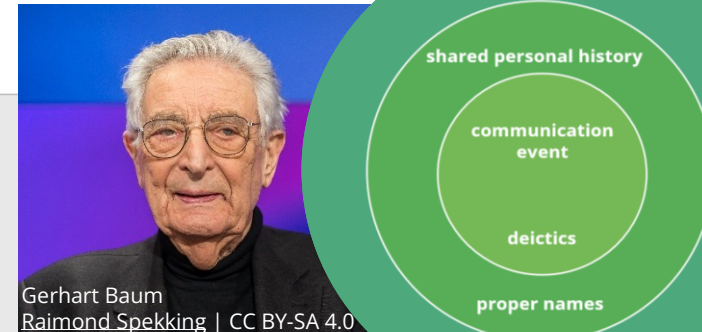 shared personal history
communication
event
deictics
proper names
Gerhart Baum
Raimond Spekking | CC BY-SA 4.0